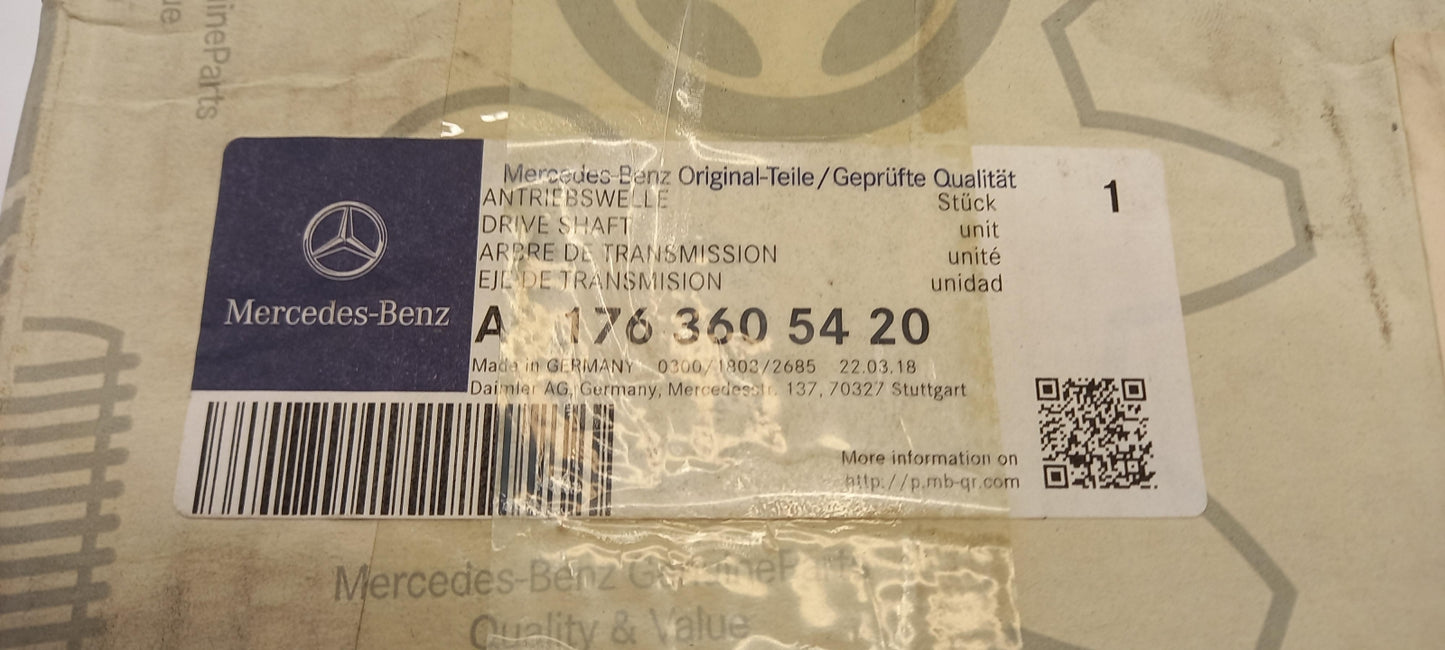 GenuineParts
Mercedes-Benz
Mercedes-Benz Original-Teile/Geprüfte Qualität
1
ANTRIEBSWELLE Stück
DRIVE SHAFT unit
ARBRE DE TRANSMISSION unité
EJE DE TRANSMISION unidad
A 176 360 54 20
Made in GERMANY 0300/1803/2685 22.03.18
Daimler AG, Germany, Mercedesstr. 137, 70327 Stuttgart
More information on
http://p.mb-qr.com
Mercedes-Benz GenuineParts
Quality & Value